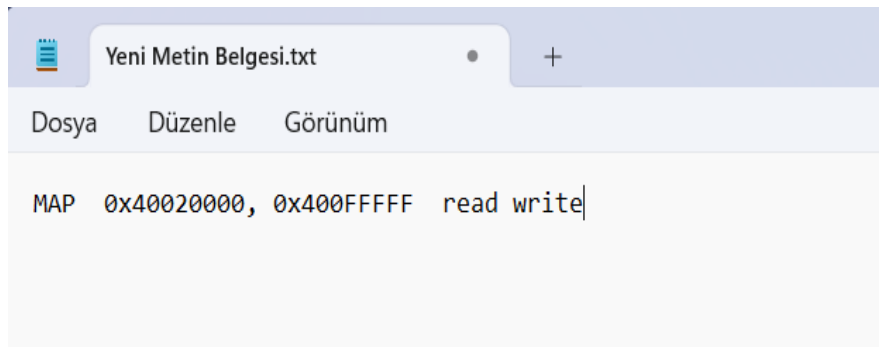 Yeni Metin Belgesi.txt
Dosya Düzenle Görünüm
MAP 0x40020000, 0x400FFFFF read write